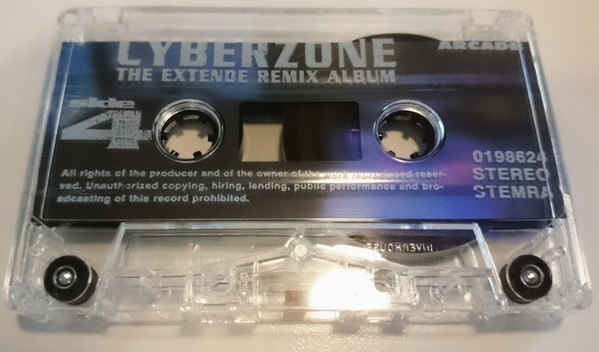 CYBERZONE
ARCADE
THE EXTENDE REMIX ALBUM
side
4
All rights of the producer and of the owner of the work reproduced reser-
ved. Unauthorized copying, hiring, lending, public performance and bro-
adcasting of this record prohibited.
0198624
STEREO
STEMRA